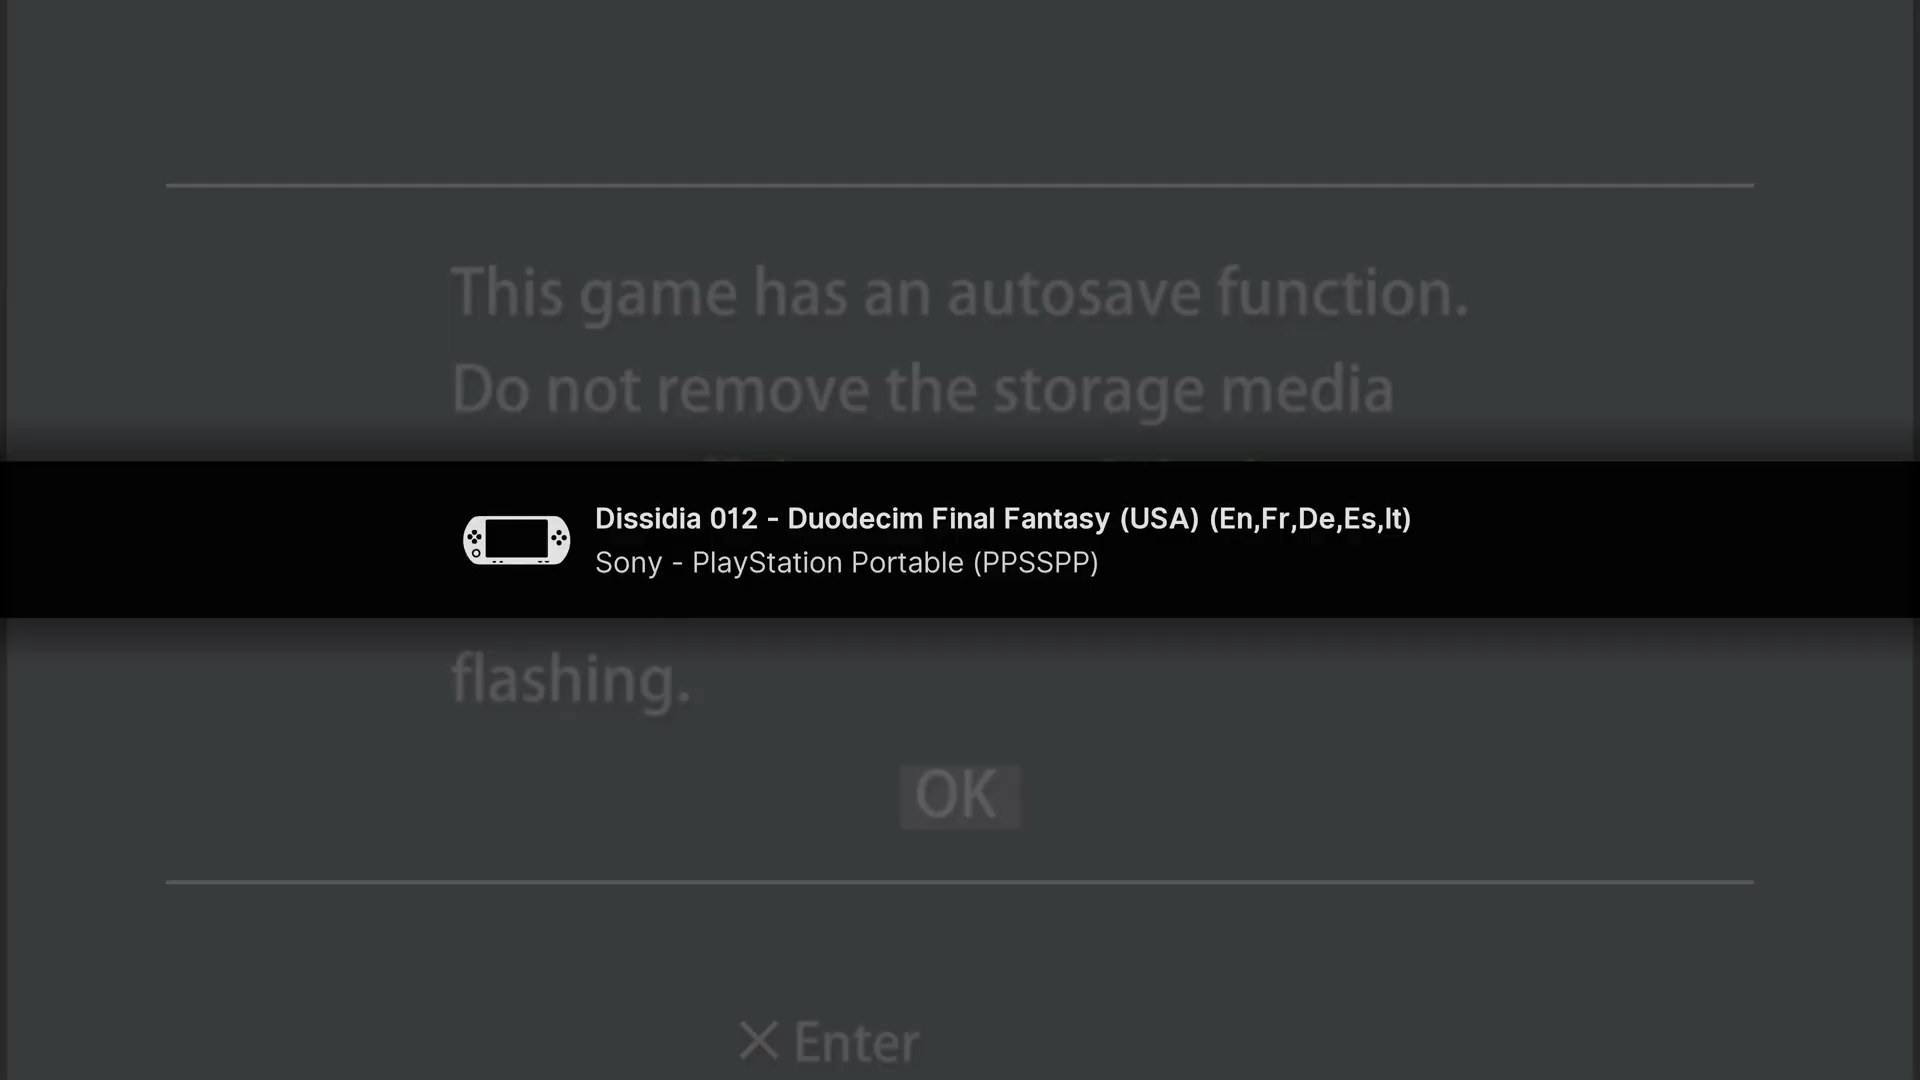 This game has an autosave function.
Do not remove the storage media
Dissidia 012 - Duodecim Final Fantasy (USA) (En,Fr,De,Es,It)
Sony - PlayStation Portable (PPSSPP)
flashing.
OK
✕ Enter